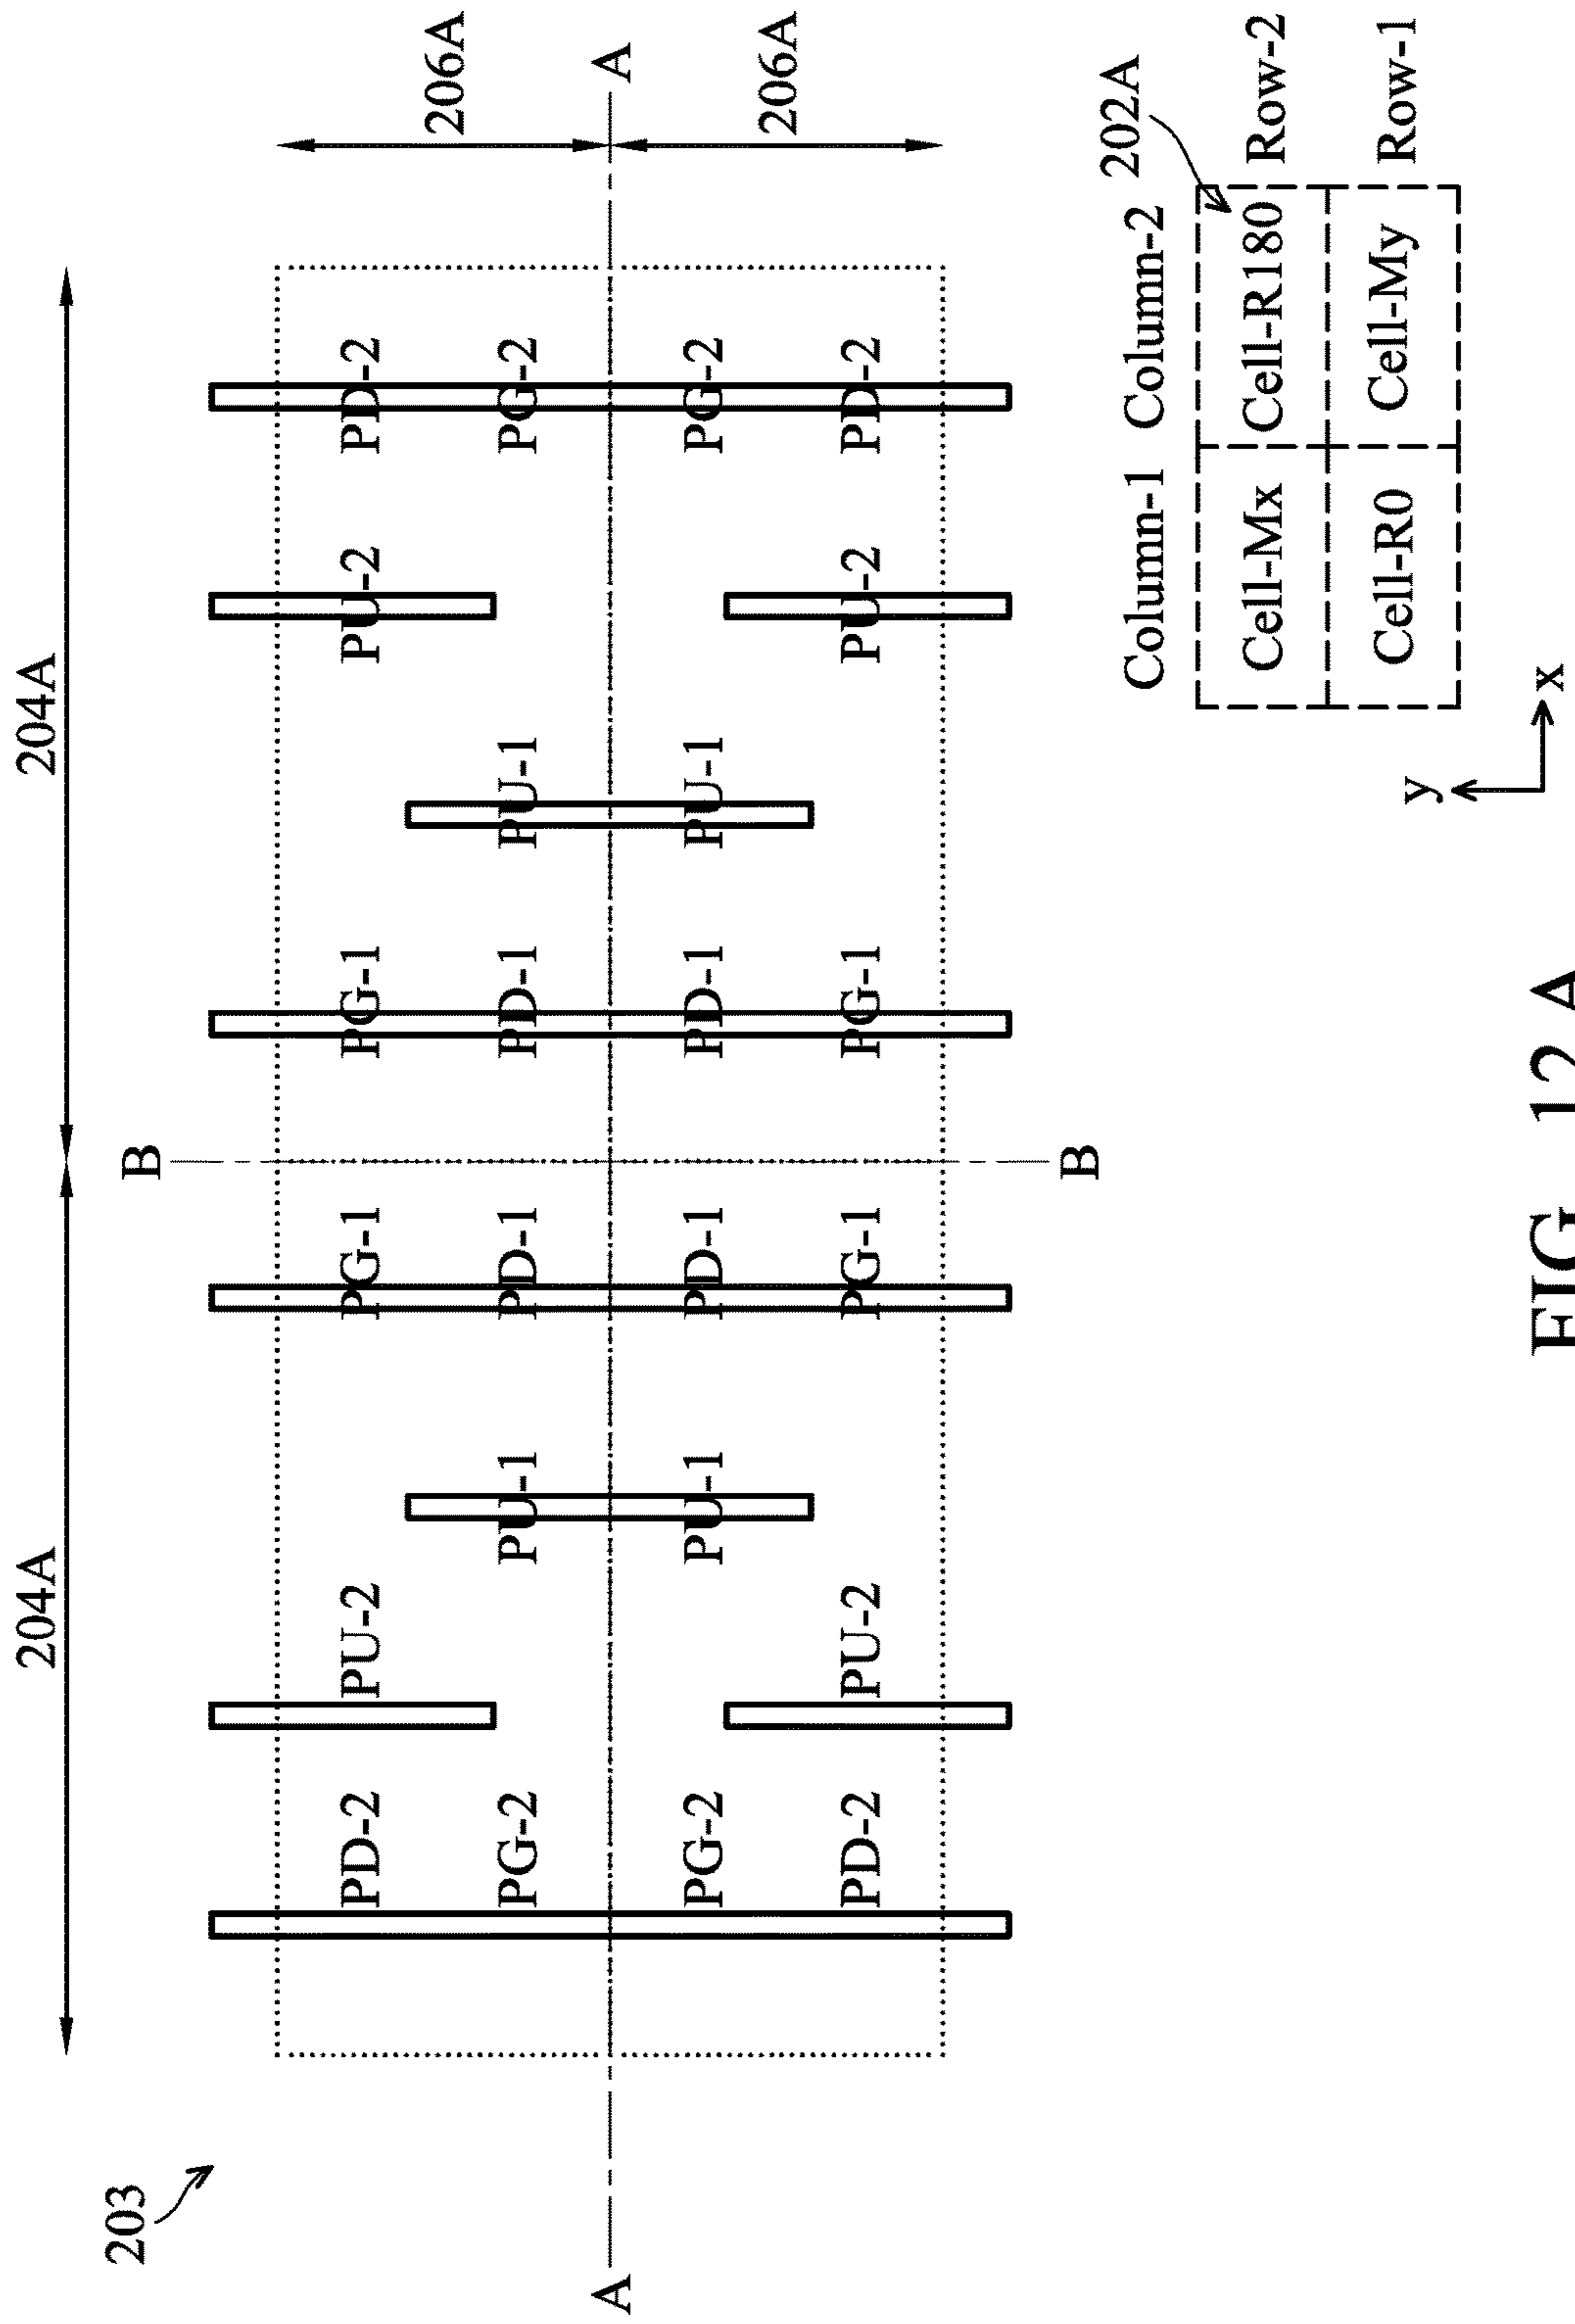 204A 204A
203
B
PD-2 PU-2 PG-1 PG-1 PU-2 PD-2
206A
PG-2 PU-1 PD-1 PD-1 PU-1 PG-2
A A
PG-2 PU-1 PD-1 PD-1 PU-1 PG-2
206A
PD-2 PU-2 PG-1 PG-1 PU-2 PD-2
B
202A
Column-1 Column-2
Cell-Mx Cell-R180 Row-2
Cell-R0 Cell-My Row-1
y
x
FIG 12A